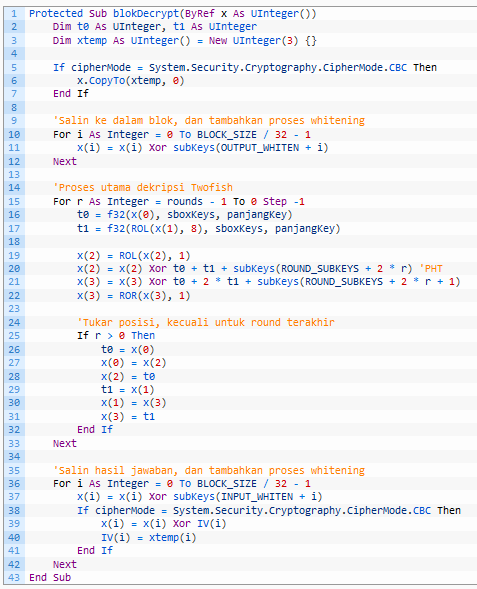 1 Protected Sub blokDecrypt(ByRef x As UInteger())
2 Dim t0 As UInteger, t1 As UInteger
3 Dim xtemp As UInteger() = New UInteger(3) {}
4
5 If cipherMode = System.Security.Cryptography.CipherMode.CBC Then
6 x.CopyTo(xtemp, 0)
7 End If
8
9 'Salin ke dalam blok, dan tambahkan proses whitening
10 For i As Integer = 0 To BLOCK_SIZE / 32 - 1
11 x(i) = x(i) Xor subKeys(OUTPUT_WHITEN + i)
12 Next
13
14 'Proses utama dekripsi Twofish
15 For r As Integer = rounds - 1 To 0 Step -1
16 t0 = f32(x(0), sboxKeys, panjangKey)
17 t1 = f32(ROL(x(1), 8), sboxKeys, panjangKey)
18
19 x(2) = ROL(x(2), 1)
20 x(2) = x(2) Xor t0 + t1 + subKeys(ROUND_SUBKEYS + 2 * r) 'PHT
21 x(3) = x(3) Xor t0 + 2 * t1 + subKeys(ROUND_SUBKEYS + 2 * r + 1)
22 x(3) = ROR(x(3), 1)
23
24 'Tukar posisi, kecuali untuk round terakhir
25 If r > 0 Then
26 t0 = x(0)
27 x(0) = x(2)
28 x(2) = t0
29 t1 = x(1)
30 x(1) = x(3)
31 x(3) = t1
32 End If
33 Next
34
35 'Salin hasil jawaban, dan tambahkan proses whitening
36 For i As Integer = 0 To BLOCK_SIZE / 32 - 1
37 x(i) = x(i) Xor subKeys(INPUT_WHITEN + i)
38 If cipherMode = System.Security.Cryptography.CipherMode.CBC Then
39 x(i) = x(i) Xor IV(i)
40 IV(i) = xtemp(i)
41 End If
42 Next
43 End Sub